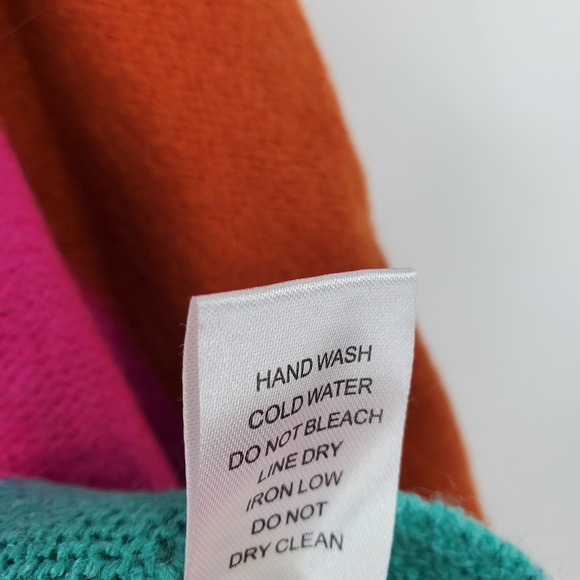 HAND WASH
COLD WATER
DO NOT BLEACH
LINE DRY
IRON LOW
DO NOT
DRY CLEAN